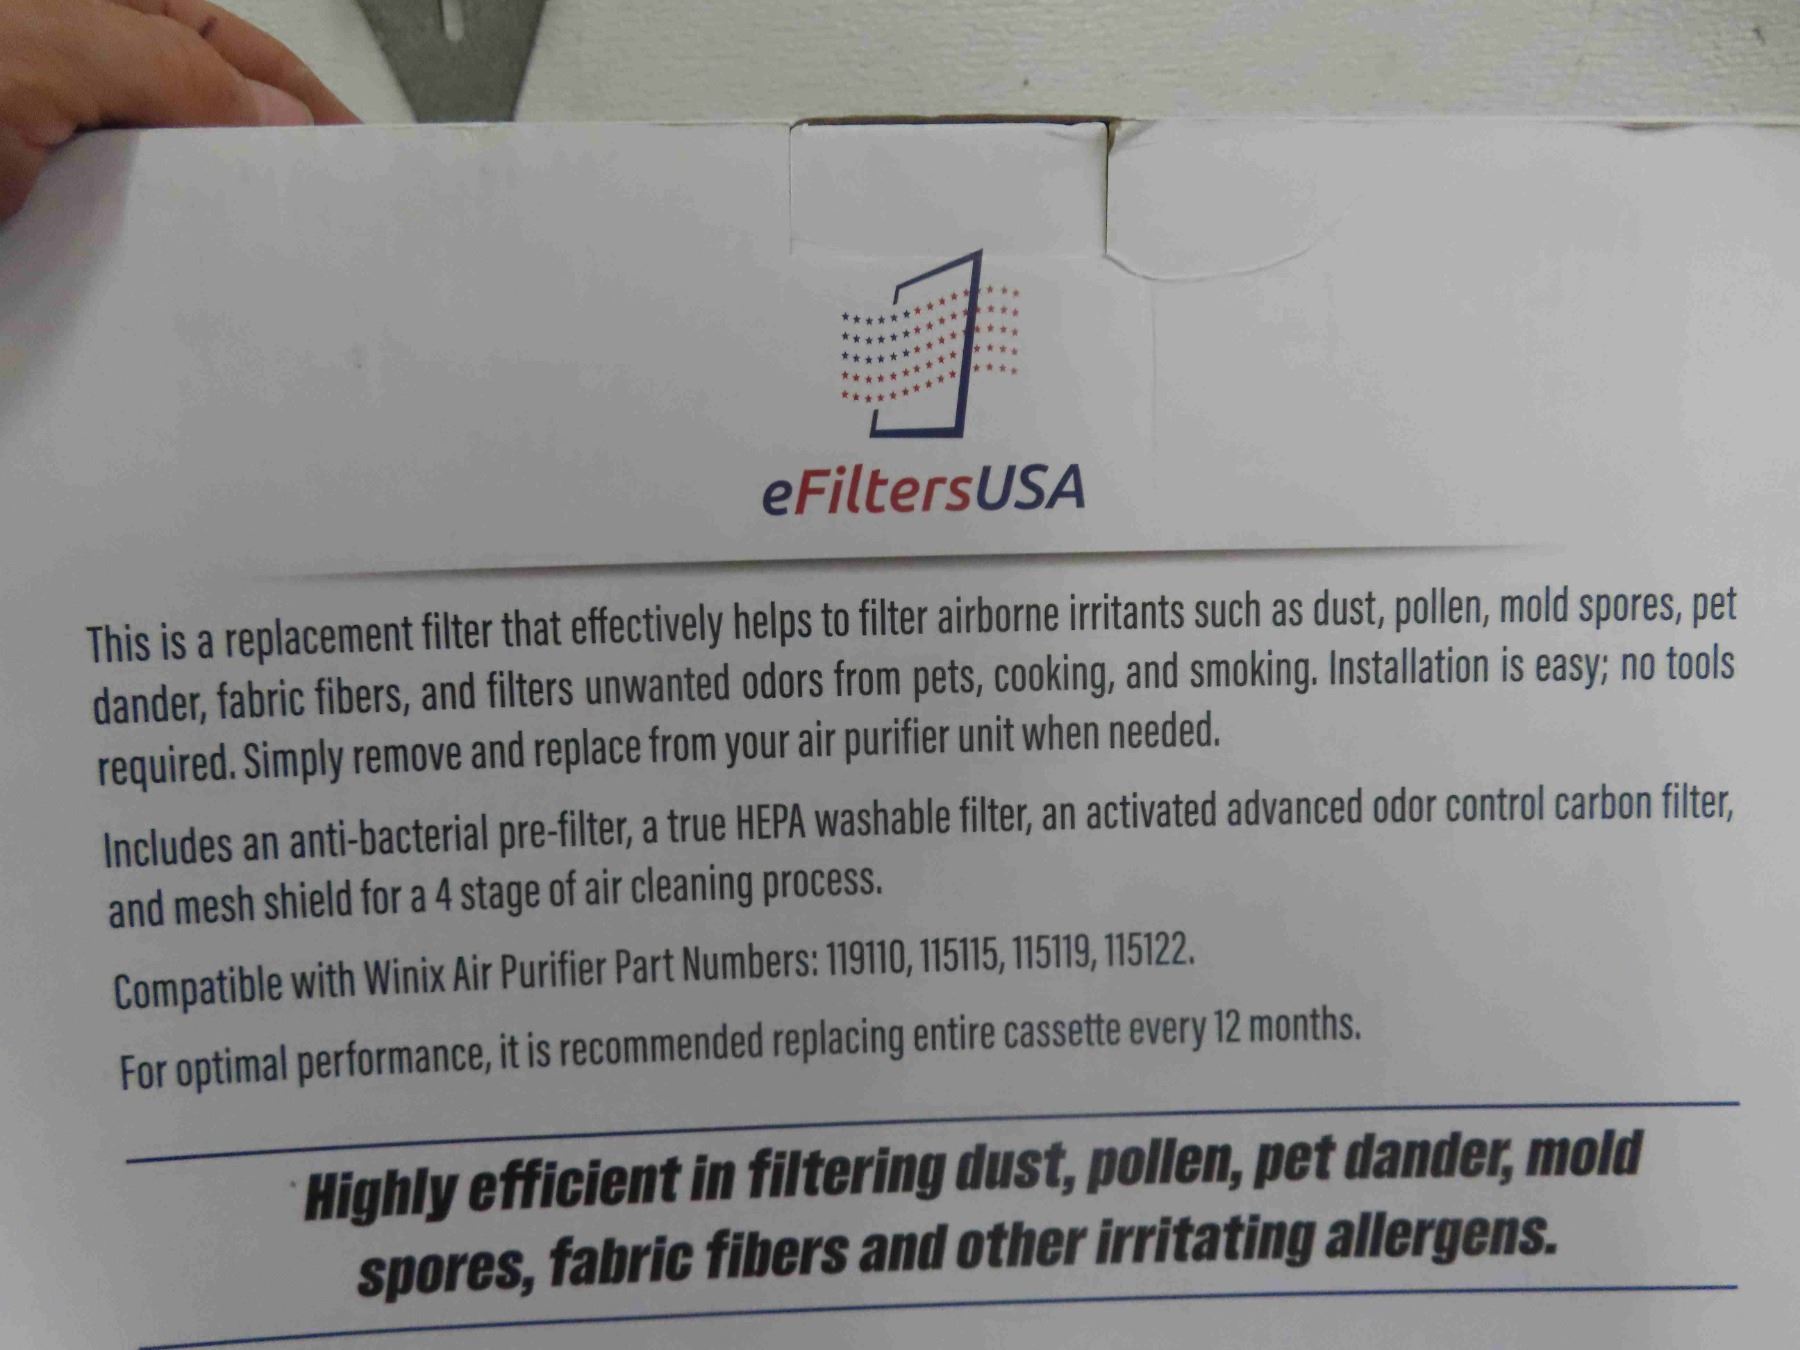 eFiltersUSA
This is a replacement filter that effectively helps to filter airborne irritants such as dust, pollen, mold spores, pet
dander, fabric fibers, and filters unwanted odors from pets, cooking, and smoking. Installation is easy; no tools
required. Simply remove and replace from your air purifier unit when needed.
Includes an anti-bacterial pre-filter, a true HEPA washable filter, an activated advanced odor control carbon filter,
and mesh shield for a 4 stage of air cleaning process.
Compatible with Winix Air Purifier Part Numbers: 119110, 115115, 115119, 115122.
For optimal performance, it is recommended replacing entire cassette every 12 months.
Highly efficient in filtering dust, pollen, pet dander, mold
spores, fabric fibers and other irritating allergens.